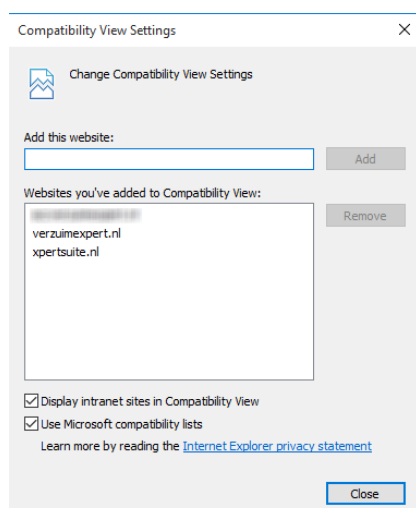 Compatibility View Settings
Change Compatibility View Settings
Add this website:
Add
Websites you've added to Compatibility View:
Remove
verzuimexpert.nl
xpertsuite.nl
Display intranet sites in Compatibility View
Use Microsoft compatibility lists
Learn more by reading the Internet Explorer privacy statement
Close